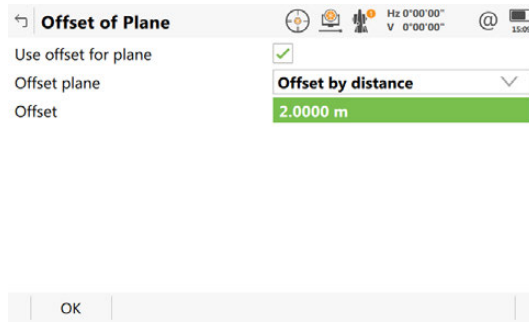 Offset of Plane
Hz 0°00'00"
V 0°00'00"
@
Use offset for plane
Offset plane
Offset by distance
Offset
2.0000 m
OK